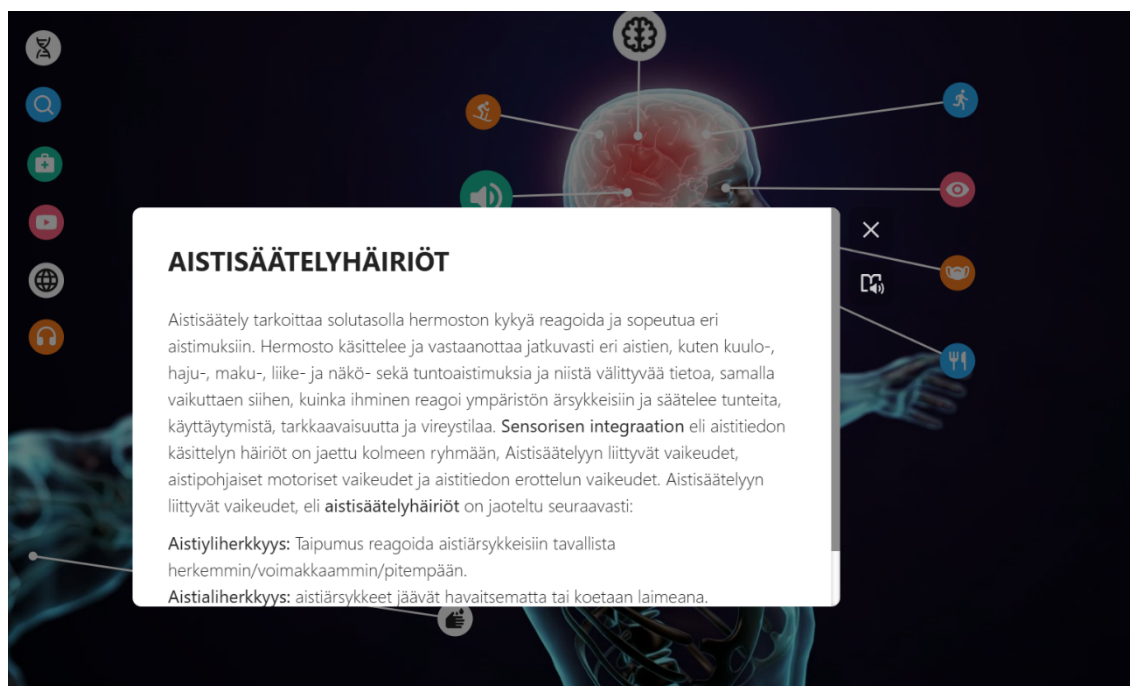 AISTISÄÄTELYHÄIRIÖT
Aistisäätely tarkoittaa solutasolla hermoston kykyä reagoida ja sopeutua eri
aistimuksiin. Hermosto käsittelee ja vastaanottaa jatkuvasti eri aistien, kuten kuulo-,
haju-, maku-, liike- ja näkö- sekä tuntoaistimuksia ja niistä välittyvää tietoa, samalla
vaikuttaen siihen, kuinka ihminen reagoi ympäristön ärsykkeisiin ja säätelee tunteita,
käyttäytymistä, tarkkaavaisuutta ja vireystilaa. Sensorisen integraation eli aistitiedon
käsittelyn häiriöt on jaettu kolmeen ryhmään, Aistisäätelyyn liittyvät vaikeudet,
aistipohjaiset motoriset vaikeudet ja aistitiedon erottelun vaikeudet. Aistisäätelyyn
liittyvät vaikeudet, eli aistisäätelyhäiriöt on jaoteltu seuraavasti:
Aistiyliherkkyys: Taipumus reagoida aistiärsykkeisiin tavallista
herkemmin/voimakkaammin/pitempään.
Aistialiherkkyys: aistiärsykkeet jäävät havaitsematta tai koetaan laimeana.